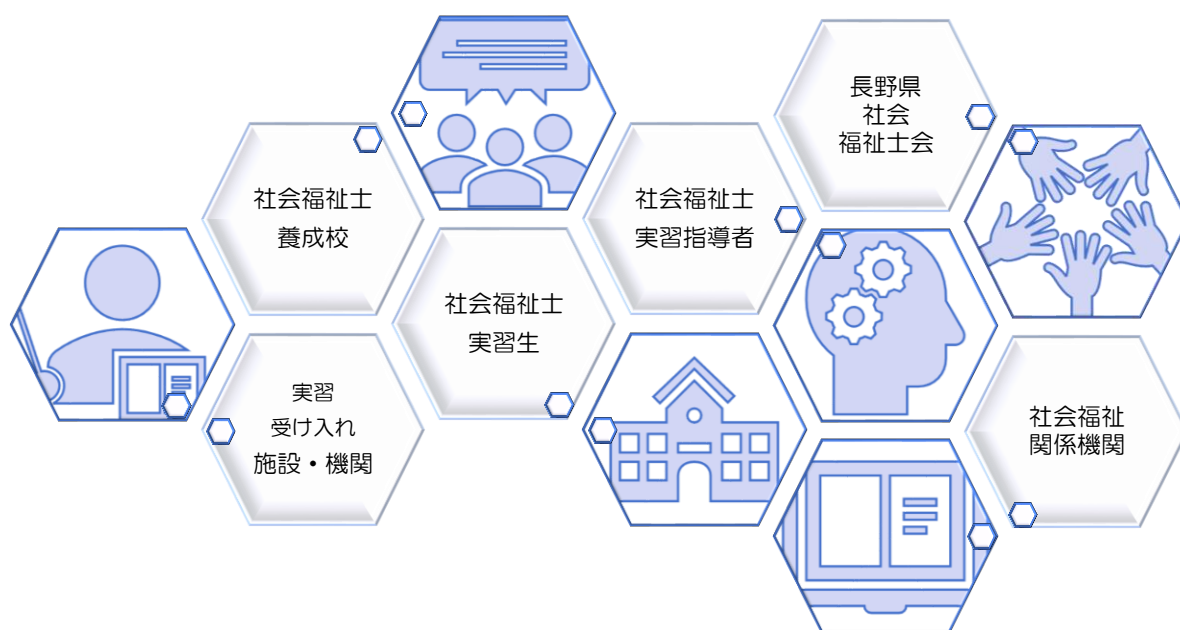 社会福祉士
養成校
実習
受け入れ
施設・機関
社会福祉士
実習生
社会福祉士
実習指導者
長野県
社会
福祉士会
社会福祉
関係機関